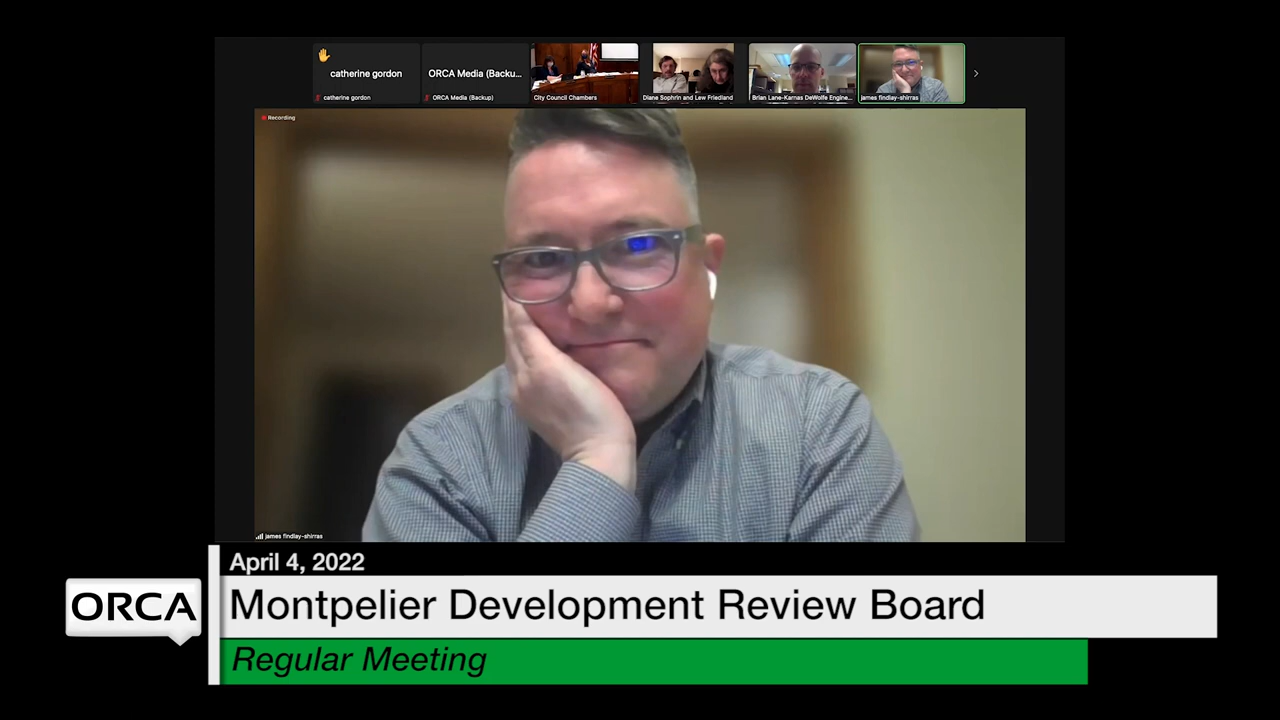 catherine gordon
ORCA Media (Backu...
catherine gordon
ORCA Media (Backup)
City Council Chambers
Diane Sophrin and Lew Friedland
Brian Lane-Karnas DeWolfe Engine...
james findlay-shirras
Recording
james findlay-shirras
April 4, 2022
ORCA
Montpelier Development Review Board
Regular Meeting